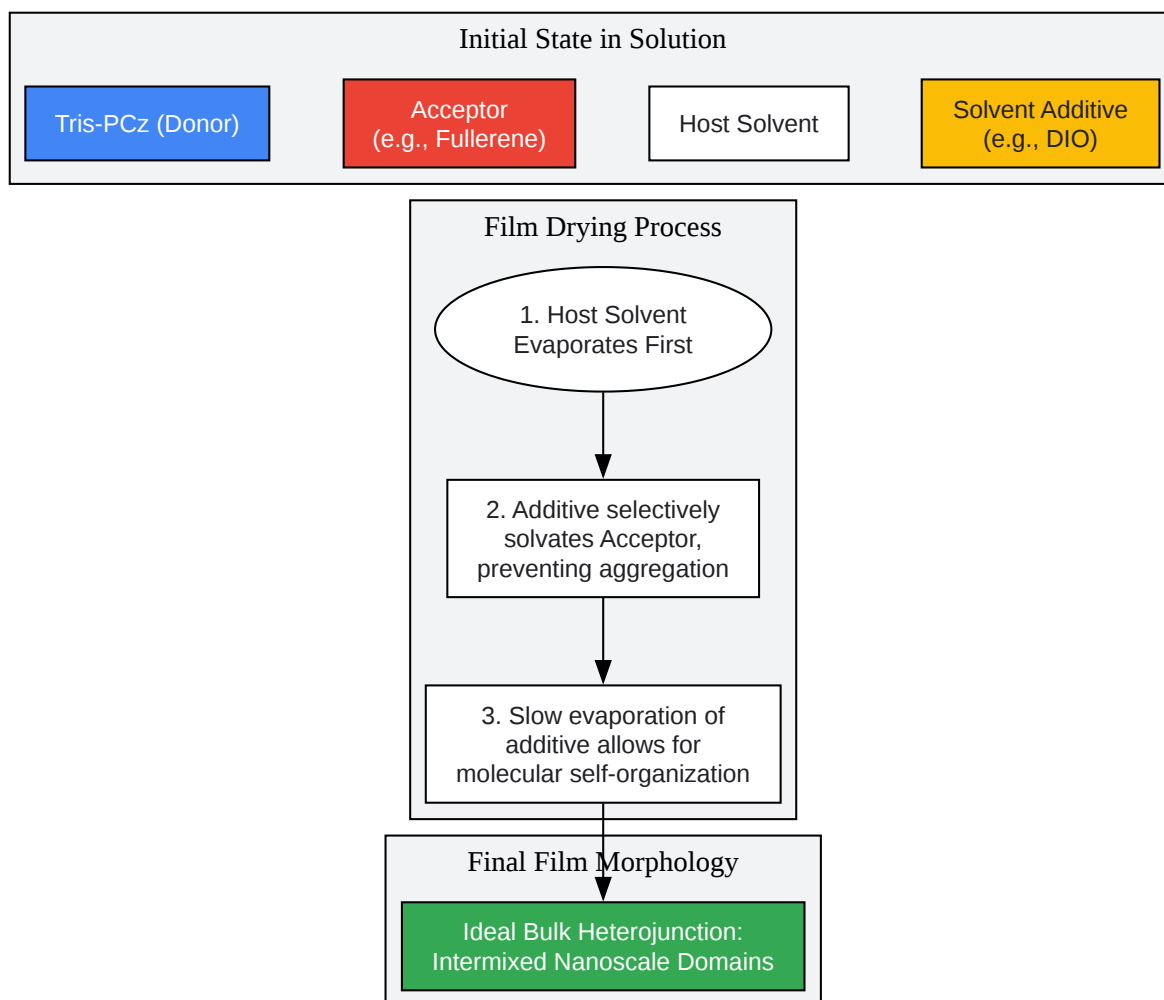 Initial State in Solution
Tris-PCz (Donor)
Acceptor
(e.g., Fullerene)
Host Solvent
Solvent Additive
(e.g., DIO)
Film Drying Process
1. Host Solvent
Evaporates First
2. Additive selectively
solvates Acceptor,
preventing aggregation
3. Slow evaporation of
additive allows for
molecular self-organization
Final Film Morphology
Ideal Bulk Heterojunction:
Intermixed Nanoscale Domains